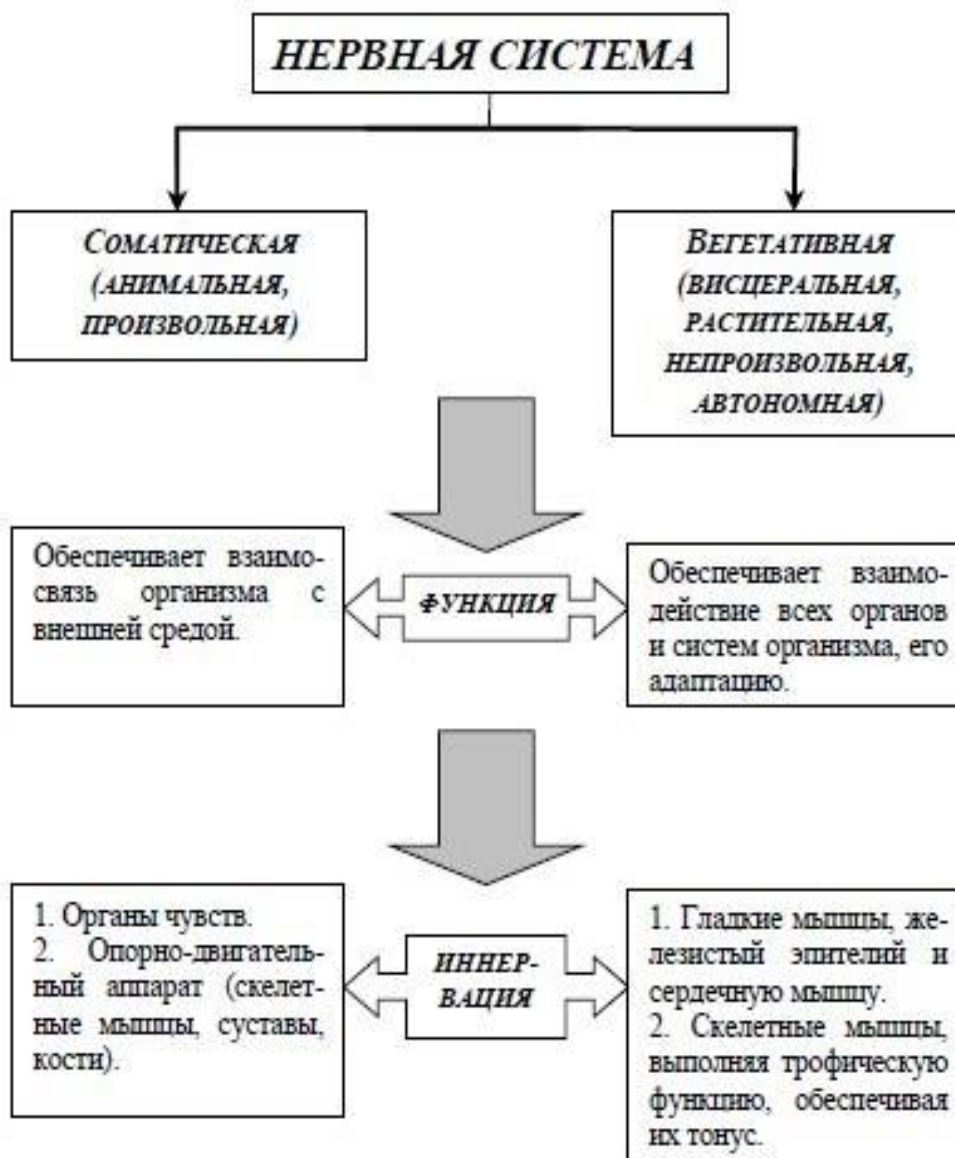 НЕРВНАЯ СИСТЕМА
СОМАТИЧЕСКАЯ
(АНИМАЛЬНАЯ,
ПРОИЗВОЛЬНАЯ)
ВЕГЕТАТИВНАЯ
(ВИСЦЕРАЛЬНАЯ,
РАСТИТЕЛЬНАЯ,
НЕПРОИЗВОЛЬНАЯ,
АВТОНОМНАЯ)
Обеспечивает взаимо-
связь организма с
внешней средой.
ФУНКЦИЯ
Обеспечивает взаимо-
действие всех органов
и систем организма, его
адаптацию.
1. Органы чувств.
2. Опорно-двигатель-
ный аппарат (скелет-
ные мышцы, суставы,
кости).
ИННЕР-
ВАЦИЯ
1. Гладкие мышцы, же-
лезистый эпителий и
сердечную мышцу.
2. Скелетные мышцы,
выполняя трофическую
функцию, обеспечивая
их тонус.